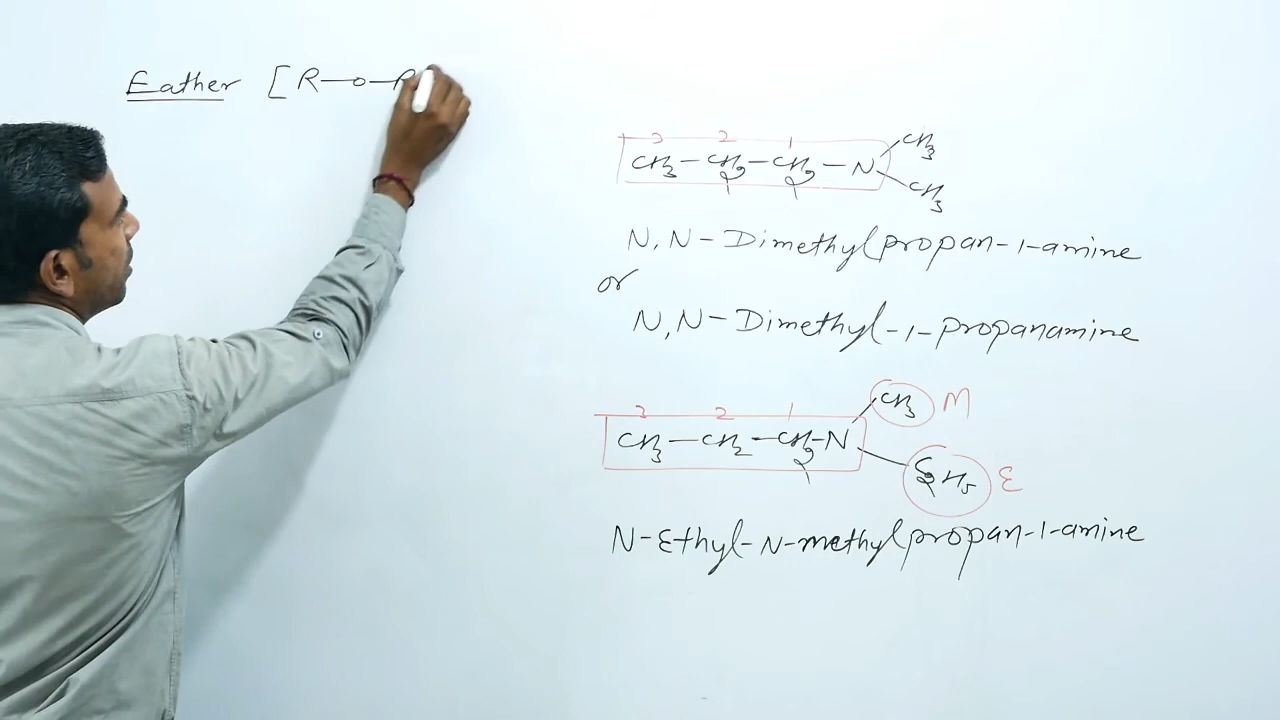 Eather [R-O-R
3 2 1
CH3-CH2-CH2-N
CH3
CH3
N,N-Dimethylpropan-1-amine
or
N,N-Dimethyl-1-propanamine
CH3 M
3 2 1
CH3-CH2-CH2-N
C2H5 E
N-Ethyl-N-methylpropan-1-amine